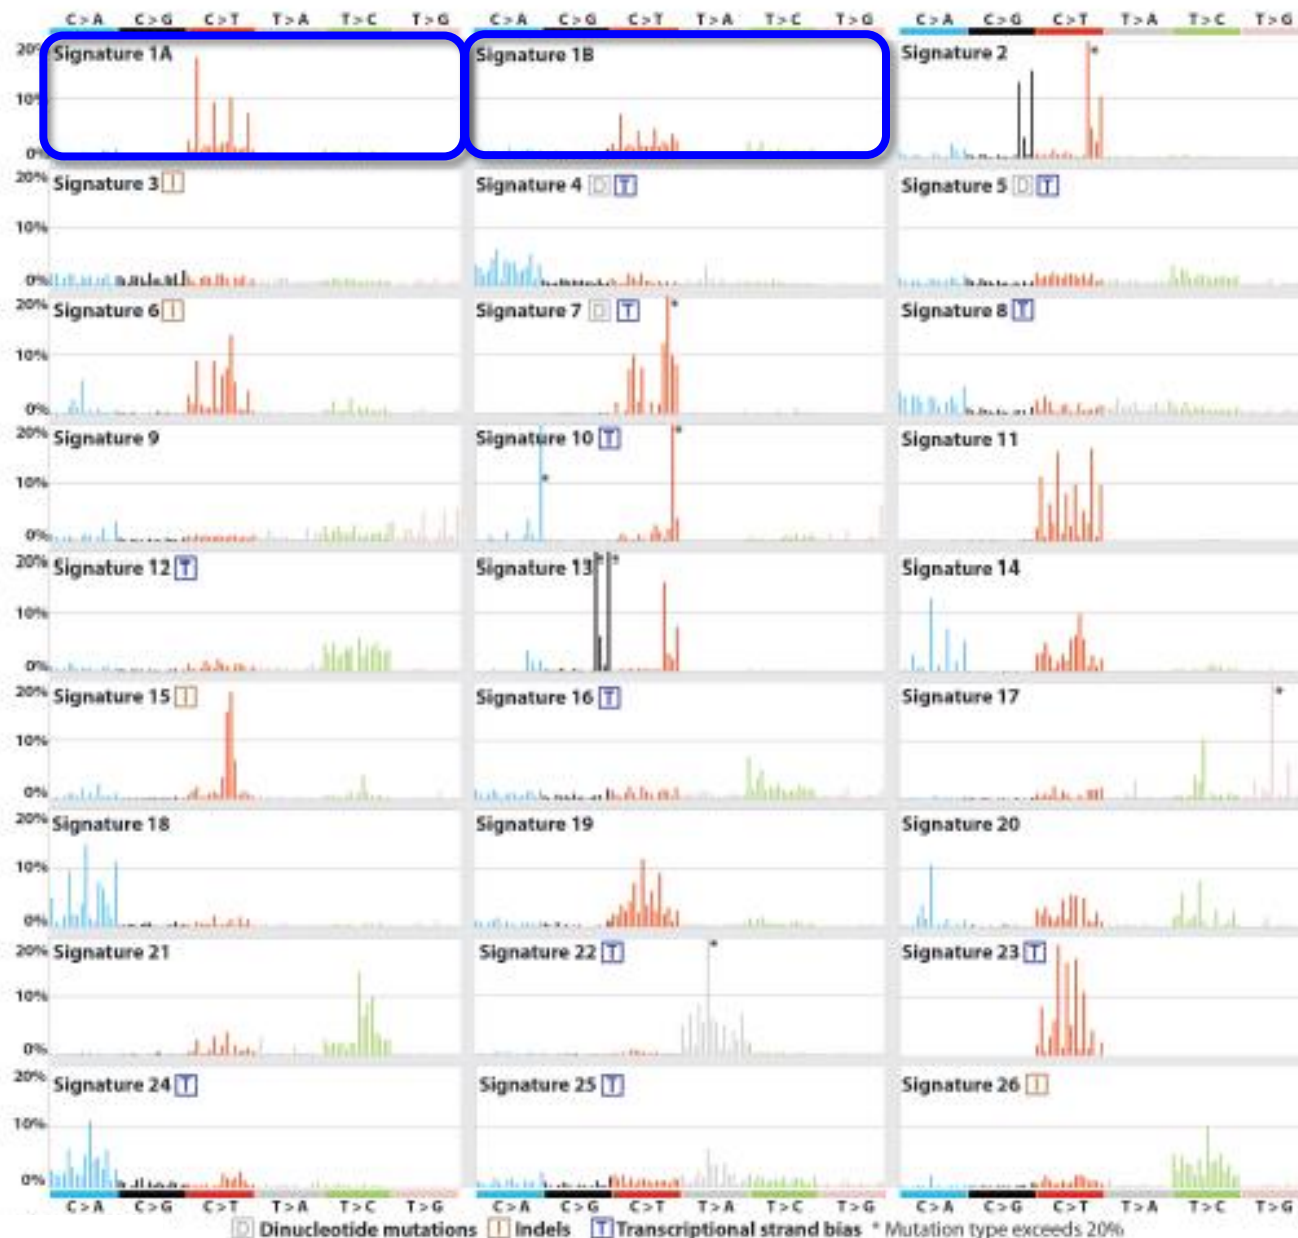 C>A C>G C>T T>A T>C T>G C>A C>G C>T T>A T>C T>G C>A C>G C>T T>A T>C T>G
20% Signature 1A Signature 1B Signature 2 *
10%
0%
20% Signature 3 I Signature 4 D T Signature 5 D T
10%
0%
20% Signature 6 I Signature 7 D T * Signature 8 T
10%
0%
20% Signature 9 Signature 10 T * Signature 11
10% *
0%
20% Signature 12 T Signature 13 * * Signature 14
10%
0%
20% Signature 15 I Signature 16 T Signature 17 *
10%
0%
20% Signature 18 Signature 19 Signature 20
10%
0%
20% Signature 21 Signature 22 T * Signature 23 T
10%
0%
20% Signature 24 T Signature 25 T Signature 26 I
10%
0%
C>A C>G C>T T>A T>C T>G C>A C>G C>T T>A T>C T>G C>A C>G C>T T>A T>C T>G
D Dinucleotide mutations I Indels T Transcriptional strand bias * Mutation type exceeds 20%